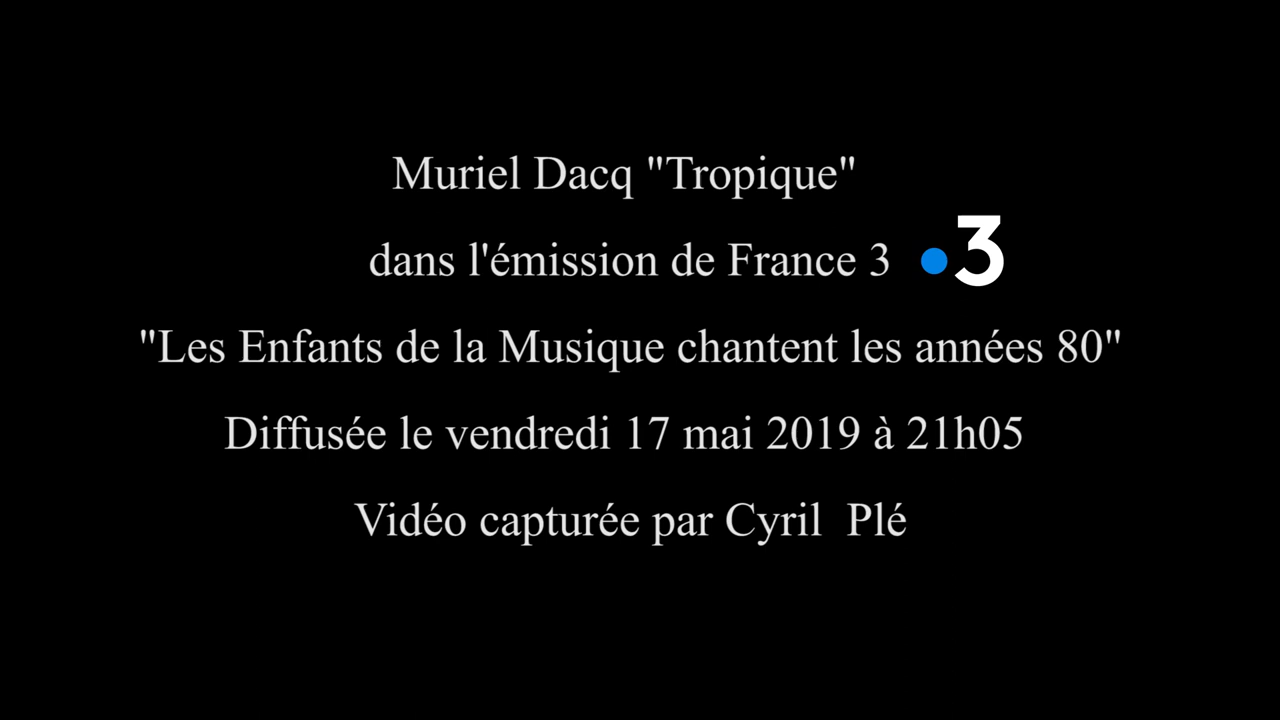 Muriel Dacq "Tropique"
dans l'émission de France 3 3
"Les Enfants de la Musique chantent les années 80"
Diffusée le vendredi 17 mai 2019 à 21h05
Vidéo capturée par Cyril  Plé